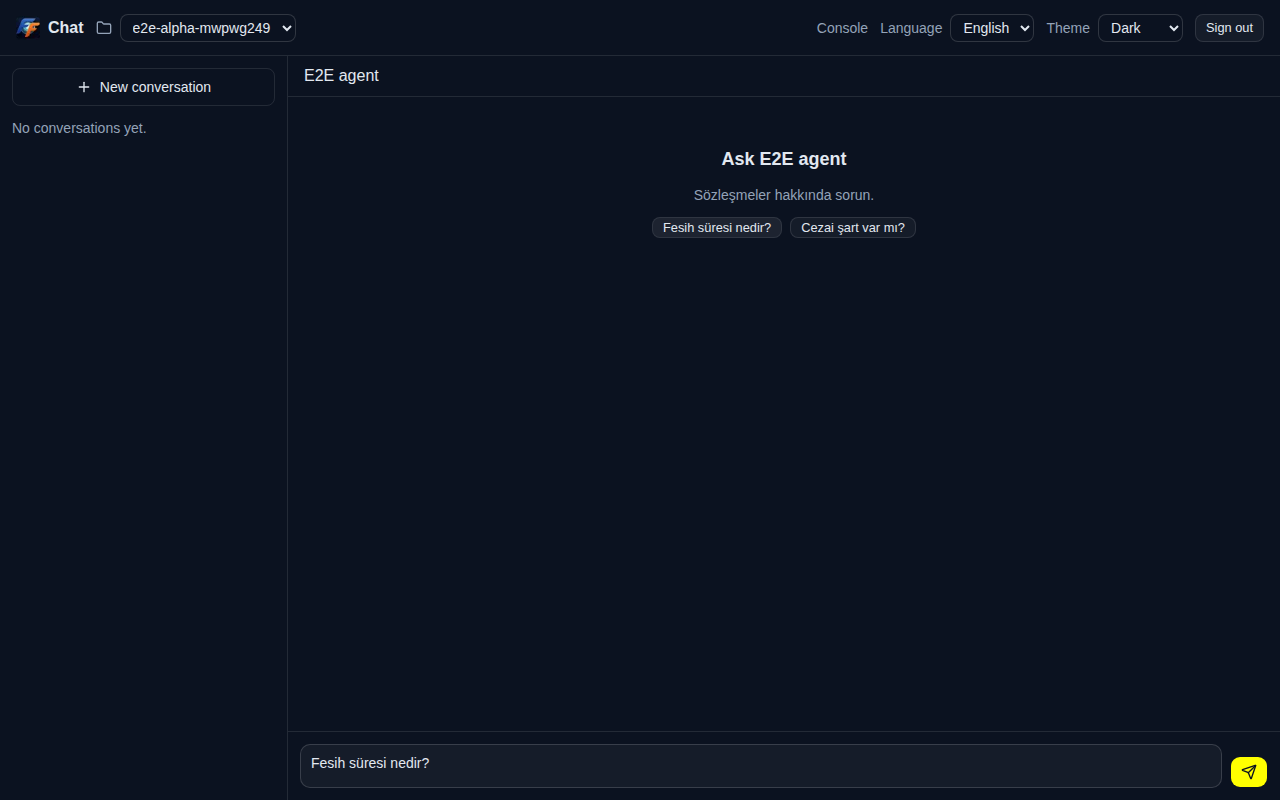 Chat e2e-alpha-mwpwg249 Console Language English Theme Dark Sign out
New conversation
No conversations yet.
E2E agent
Ask E2E agent
Sözleşmeler hakkında sorun.
Fesih süresi nedir? Cezai şart var mı?
Fesih süresi nedir?